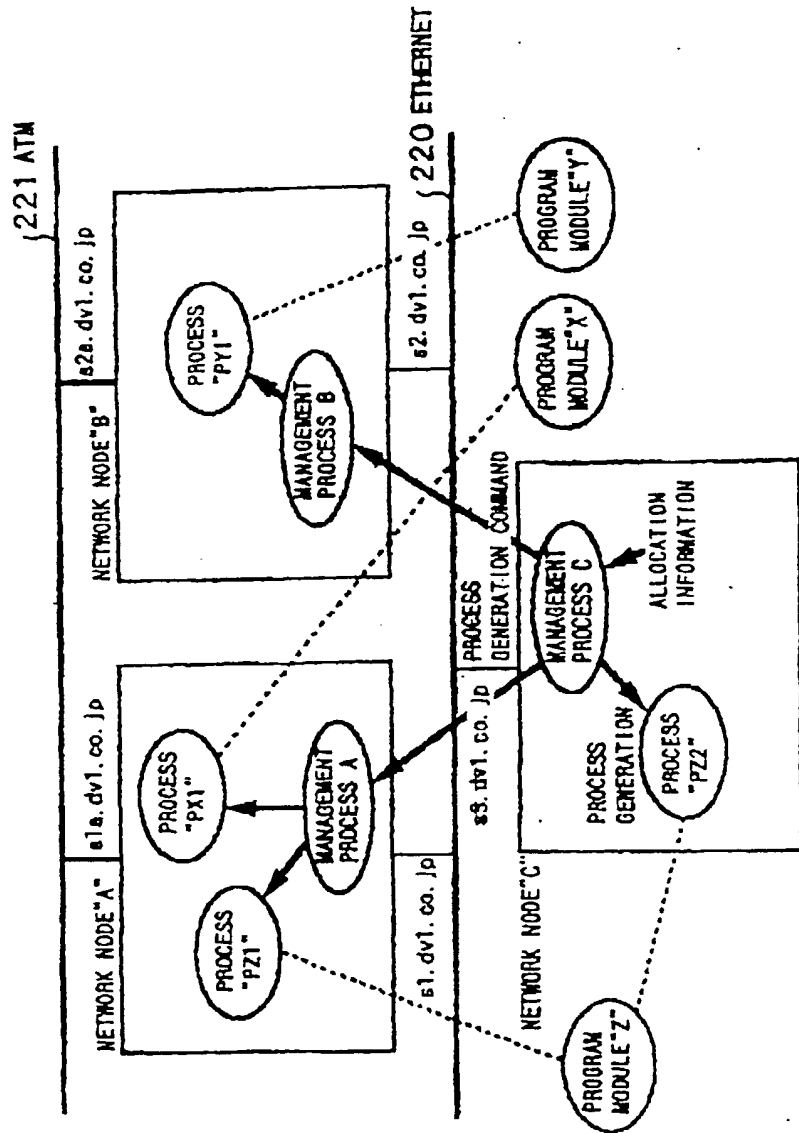 221 ATM
NETWORK NODE"A"
a1a.dv1.co.jp
NETWORK NODE"B"
a2a.dv1.co.jp
PROCESS
"PZ1"
PROCESS
"PX1"
PROCESS
"PY1"
MANAGEMENT
PROCESS A
MANAGEMENT
PROCESS B
s1.dv1.co.jp
s2.dv1.co.jp
220 ETHERNET
s3.dv1.co.jp
PROCESS
GENERATION COMMAND
NETWORK NODE"C"
PROCESS
GENERATION
MANAGEMENT
PROCESS C
PROCESS
"PZ2"
ALLOCATION
INFORMATION
PROGRAM
MODULE"Z"
PROGRAM
MODULE"X"
PROGRAM
MODULE"Y"